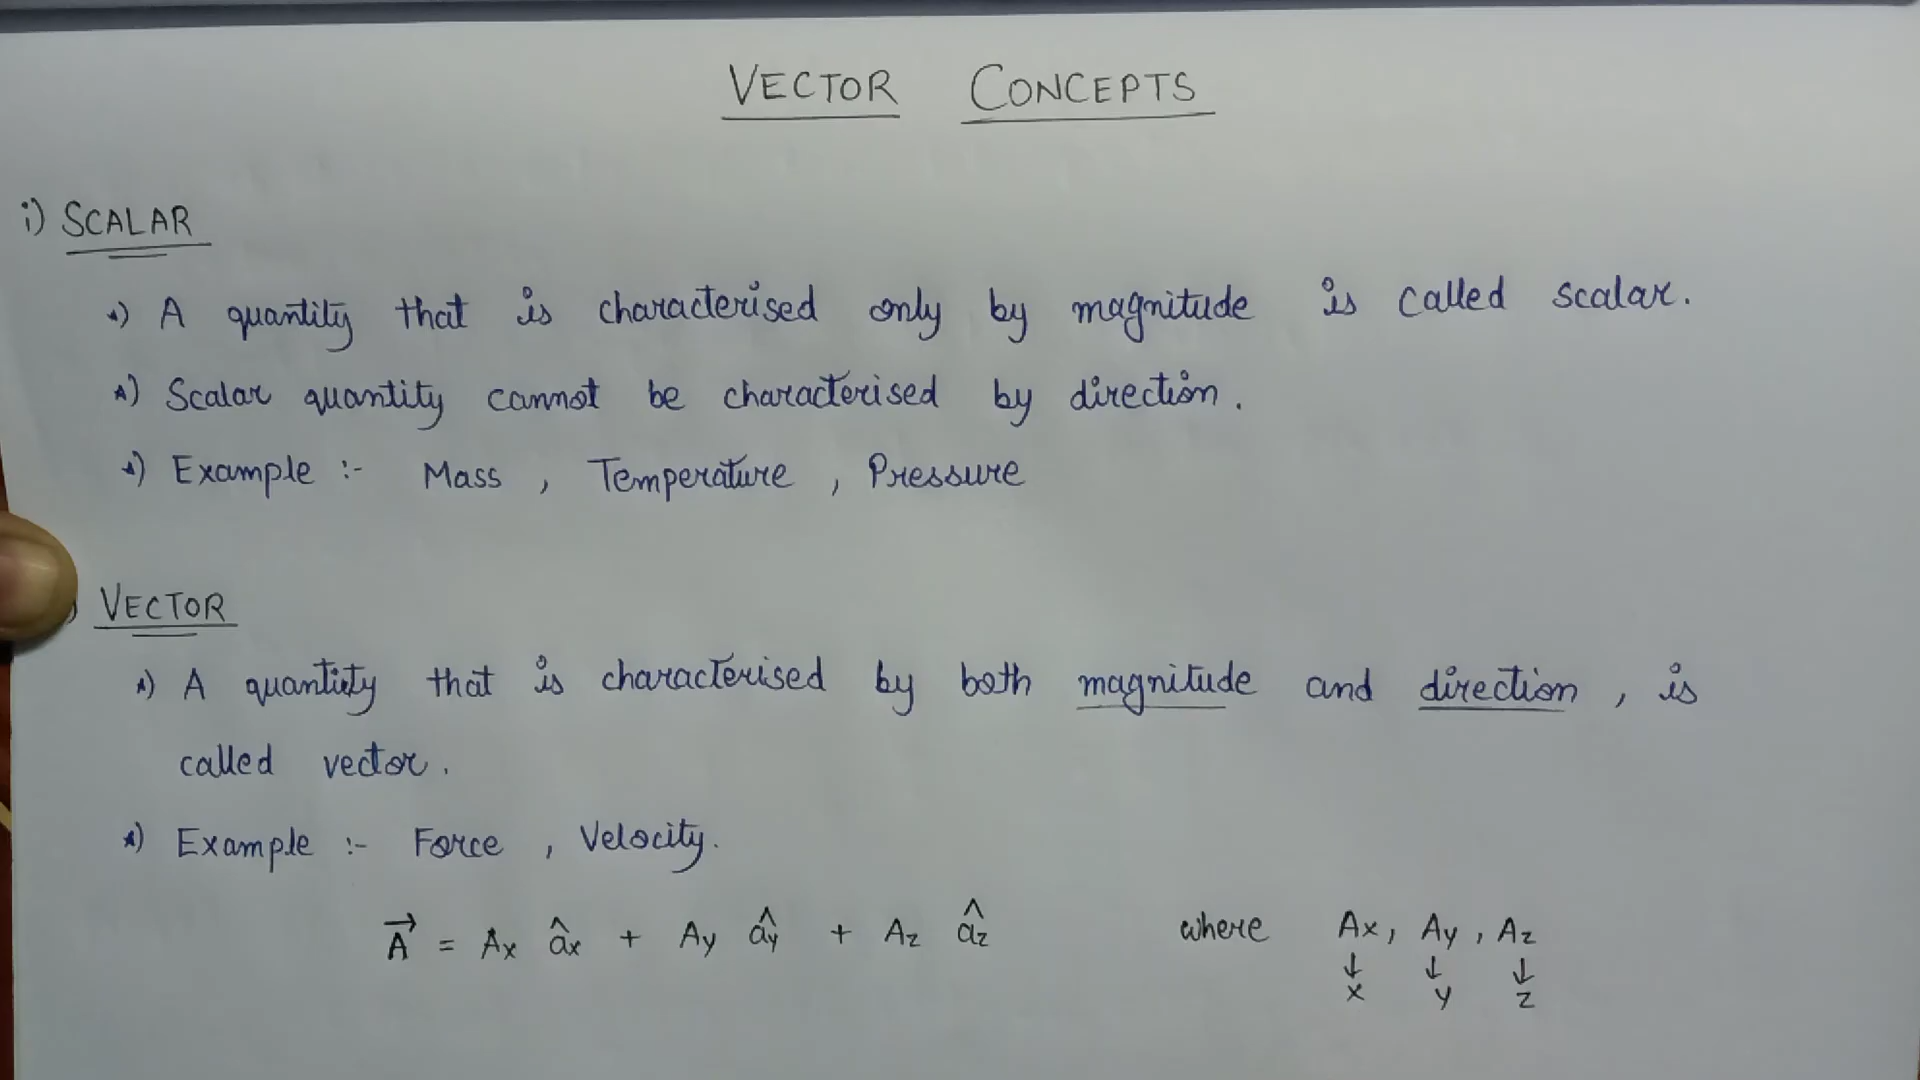 VECTOR CONCEPTS
i) SCALAR
*) A quantity that is characterised only by magnitude is called scalar.
*) Scalar quantity cannot be characterised by direction.
*) Example :- Mass , Temperature , Pressure
) VECTOR
*) A quantity that is characterised by both magnitude and direction , is
called vector.
*) Example :- Force , Velocity.
A⃗ = Ax âx + Ay ây + Az âz where Ax, Ay, Az
↓ ↓ ↓
x y z